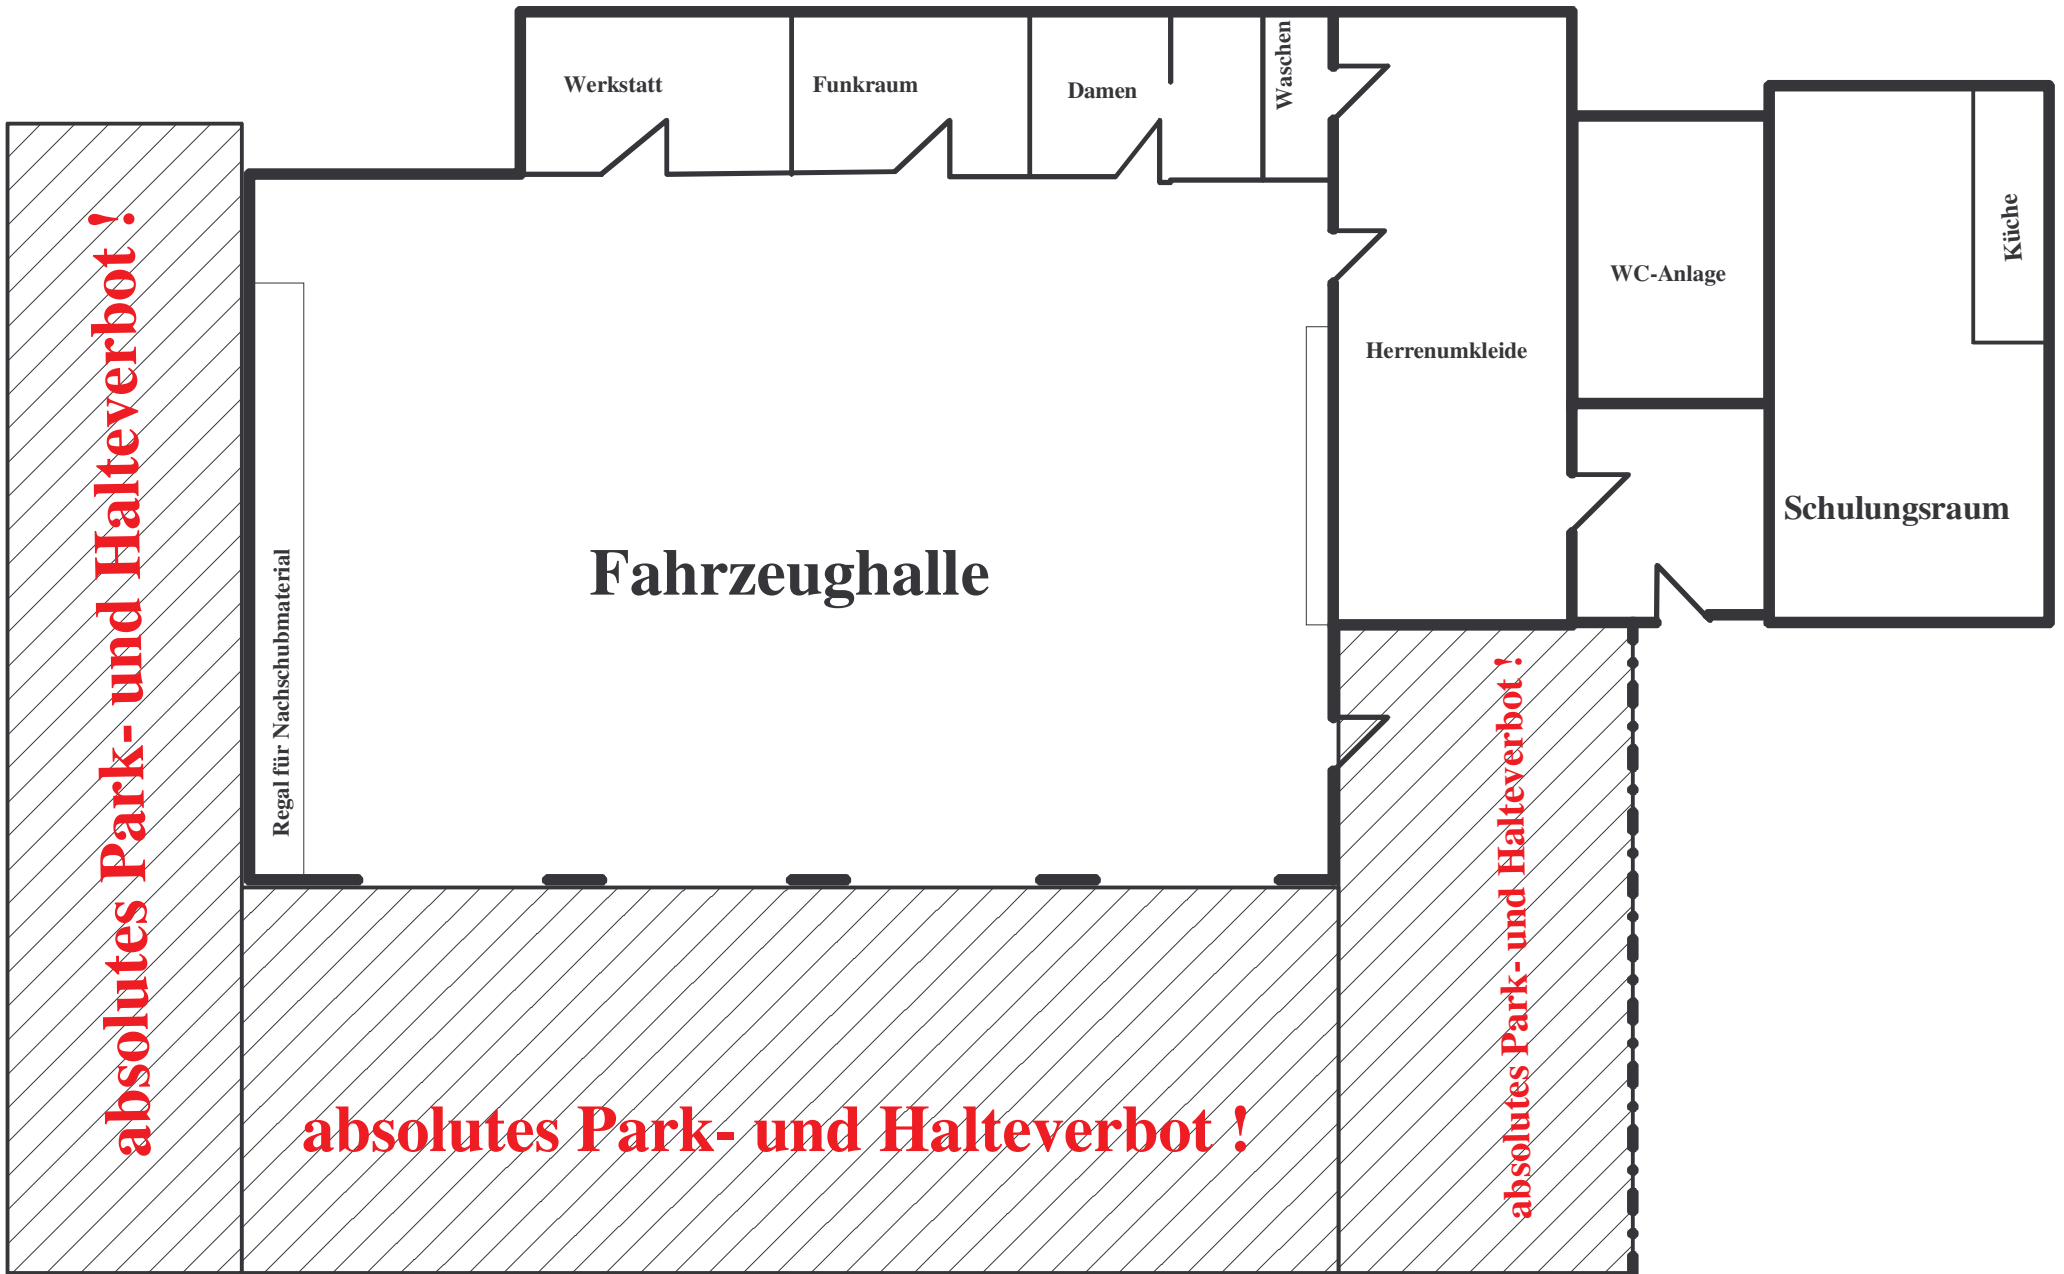 Werkstatt
Funkraum
Damen
Waschen
Küche
WC-Anlage
Herrenumkleide
Schulungsraum
Fahrzeughalle
Regal für Nachschubmaterial
absolutes Park- und Halteverbot !
absolutes Park- und Halteverbot !
absolutes Park- und Halteverbot !